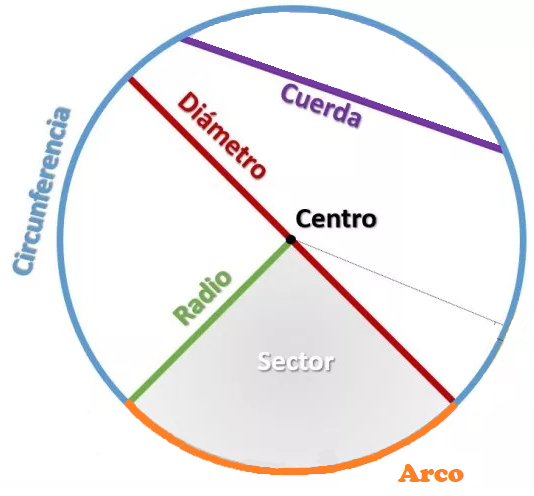 Cuerda
Diámetro
Circunferencia
Centro
Radio
Sector
Arco